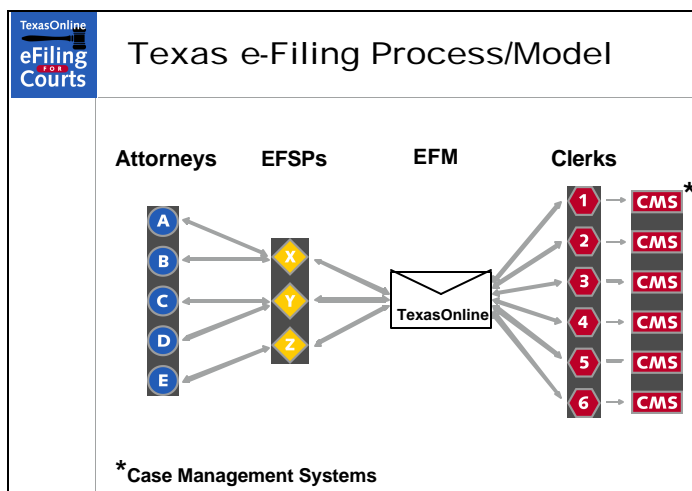 TexasOnline
eFiling
FOR
Courts
Texas e-Filing Process/Model
Attorneys EFSPs EFM Clerks
*
A
B
C
D
E
X
Y
Z
TexasOnline
1 CMS
2 CMS
3 CMS
4 CMS
5 CMS
6 CMS
*Case Management Systems